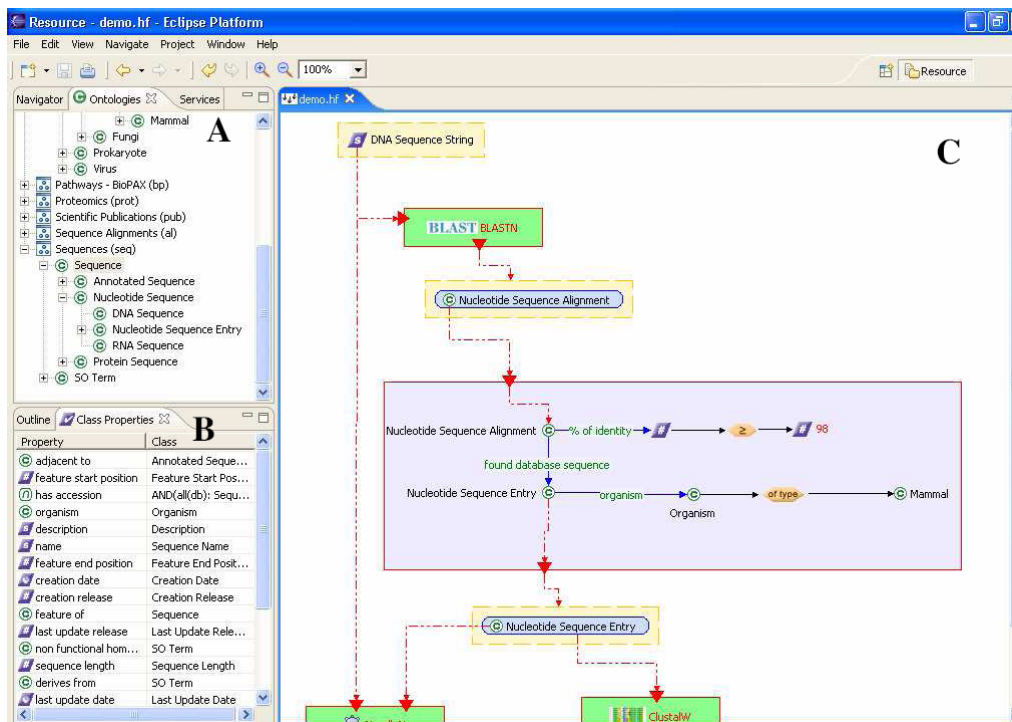 Resource - demo.hf - Eclipse Platform
File Edit View Navigate Project Window Help
100%
Resource
Navigator Ontologies Services
A
Mammal
Fungi
Prokaryote
Virus
Pathways - BioPAX (bp)
Proteomics (prot)
Scientific Publications (pub)
Sequence Alignments (al)
Sequences (seq)
Sequence
Annotated Sequence
Nucleotide Sequence
DNA Sequence
Nucleotide Sequence Entry
RNA Sequence
Protein Sequence
SO Term
Outline Class Properties
B
Property Class
adjacent to Annotated Seque...
feature start position Feature Start Pos...
has accession AND(all(db): Sequ...
organism Organism
description Description
name Sequence Name
feature end position Feature End Posit...
creation date Creation Date
creation release Creation Release
feature of Sequence
last update release Last Update Rele...
non functional hom... SO Term
sequence length Sequence Length
derives from SO Term
last update date Last Update Date
demo.hf
C
DNA Sequence String
BLAST BLASTN
Nucleotide Sequence Alignment
Nucleotide Sequence Alignment % of identity # ≥ # 98
found database sequence
Nucleotide Sequence Entry organism of type Mammal
Organism
Nucleotide Sequence Entry
ClustalW